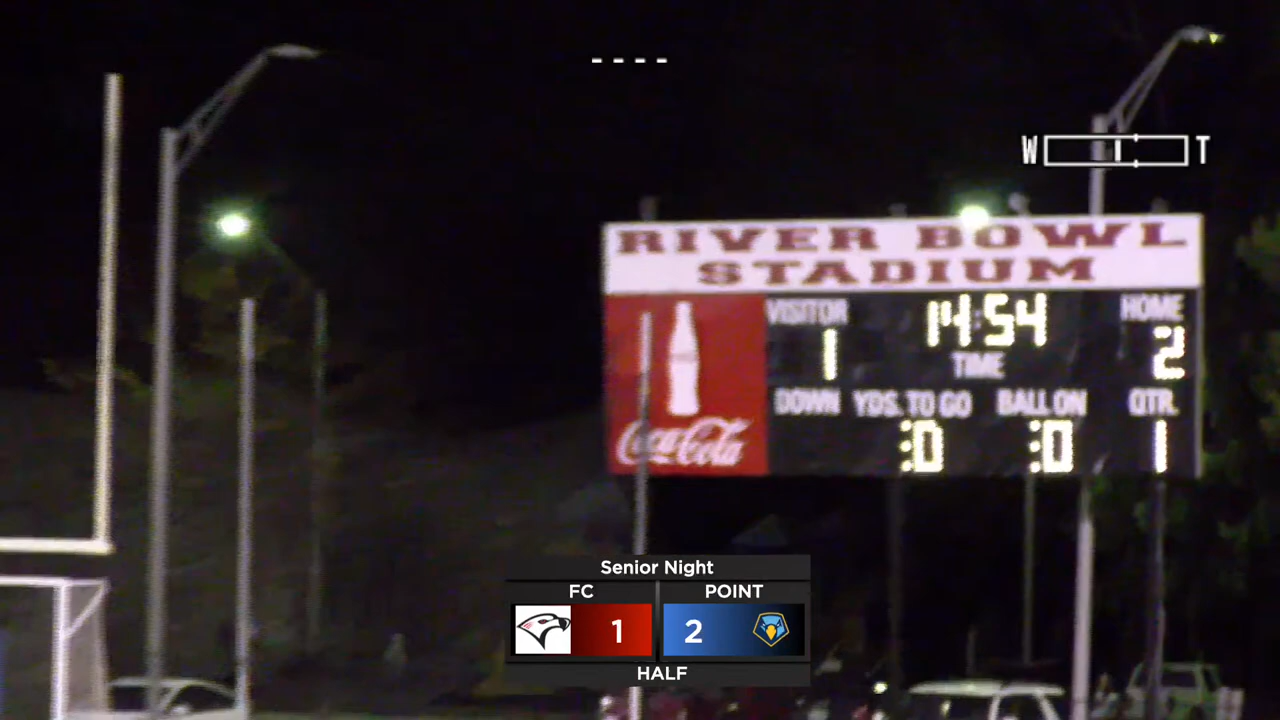 - - - -
W T
RIVER BOWL
STADIUM
VISITOR 14:54 HOME
1 TIME 2
DOWN YDS. TO GO BALL ON QTR.
:0 :0 1
Coca-Cola
Senior Night
FC POINT
1 2
HALF